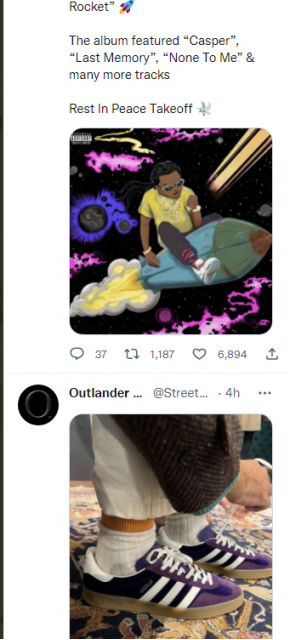 Rocket" 🚀
The album featured "Casper",
"Last Memory", "None To Me" &
many more tracks
Rest In Peace Takeoff 🕊️
37 1,187 6,894
Outlander ... @Street... · 4h ...